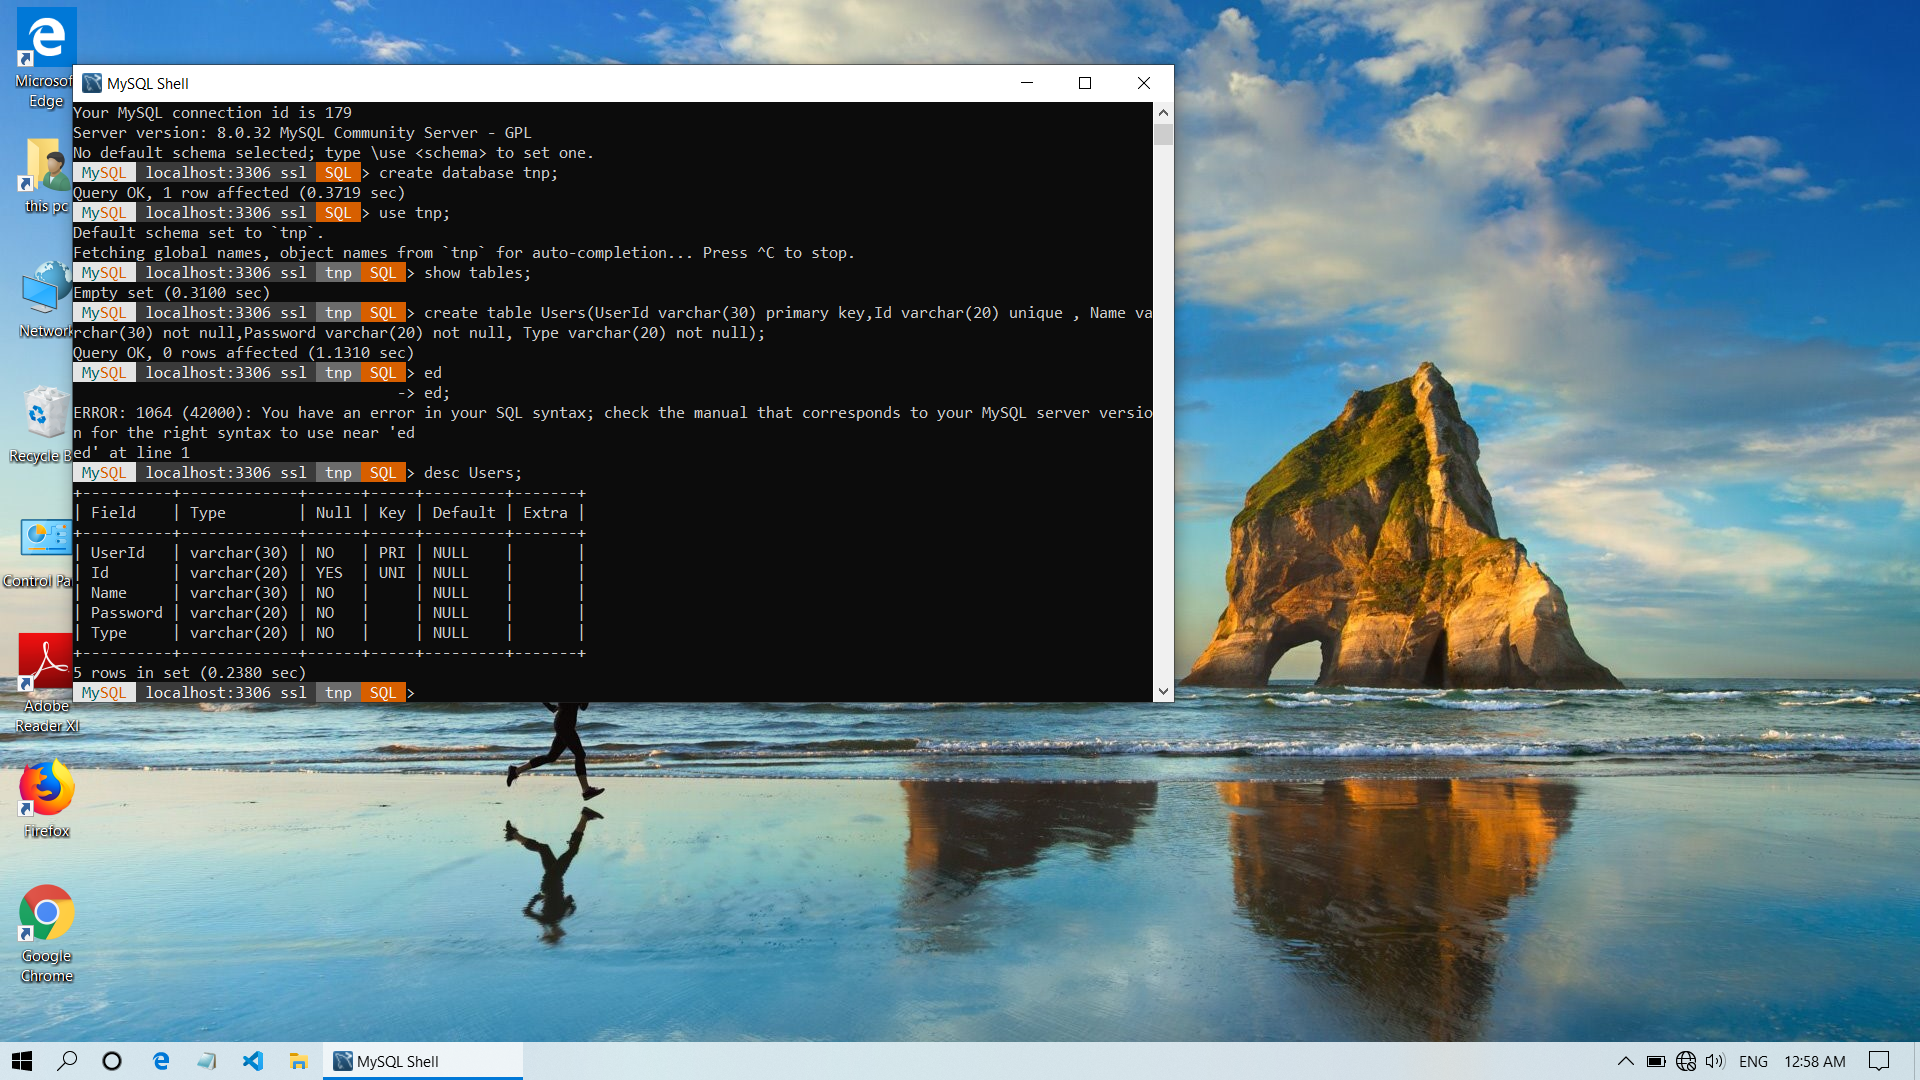 Microsof
Edge
this pc
Network
Recycle B
Control Pa
Adobe
Reader XI
Firefox
Google
Chrome
MySQL Shell
Your MySQL connection id is 179
Server version: 8.0.32 MySQL Community Server - GPL
No default schema selected; type \use <schema> to set one.
MySQL localhost:3306 ssl SQL > create database tnp;
Query OK, 1 row affected (0.3719 sec)
MySQL localhost:3306 ssl SQL > use tnp;
Default schema set to `tnp`.
Fetching global names, object names from `tnp` for auto-completion... Press ^C to stop.
MySQL localhost:3306 ssl tnp SQL > show tables;
Empty set (0.3100 sec)
MySQL localhost:3306 ssl tnp SQL > create table Users(UserId varchar(30) primary key,Id varchar(20) unique , Name va
rchar(30) not null,Password varchar(20) not null, Type varchar(20) not null);
Query OK, 0 rows affected (1.1310 sec)
MySQL localhost:3306 ssl tnp SQL > ed
-> ed;
ERROR: 1064 (42000): You have an error in your SQL syntax; check the manual that corresponds to your MySQL server versio
n for the right syntax to use near 'ed
ed' at line 1
MySQL localhost:3306 ssl tnp SQL > desc Users;
+----------+-------------+------+-----+---------+-------+
| Field    | Type        | Null | Key | Default | Extra |
+----------+-------------+------+-----+---------+-------+
| UserId   | varchar(30) | NO   | PRI | NULL    |       |
| Id       | varchar(20) | YES  | UNI | NULL    |       |
| Name     | varchar(30) | NO   |     | NULL    |       |
| Password | varchar(20) | NO   |     | NULL    |       |
| Type     | varchar(20) | NO   |     | NULL    |       |
+----------+-------------+------+-----+---------+-------+
5 rows in set (0.2380 sec)
MySQL localhost:3306 ssl tnp SQL >
MySQL Shell
ENG
12:58 AM